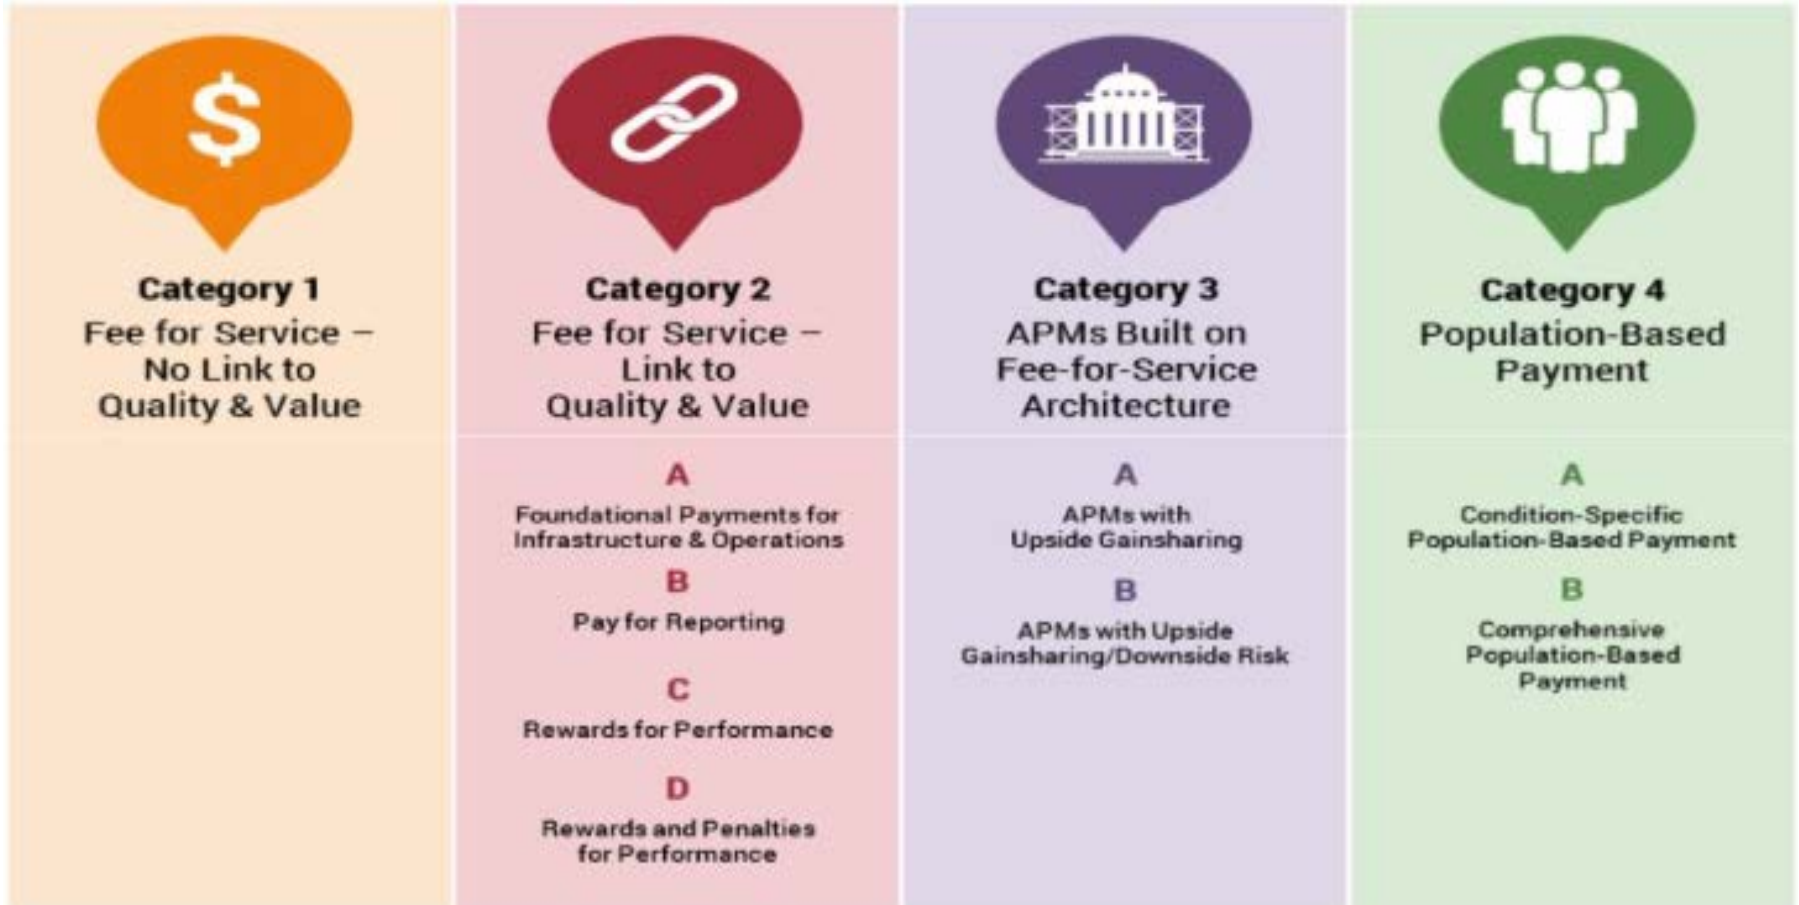 $
Category 1
Fee for Service –
No Link to
Quality & Value
Category 2
Fee for Service –
Link to
Quality & Value
A
Foundational Payments for
Infrastructure & Operations
B
Pay for Reporting
C
Rewards for Performance
D
Rewards and Penalties
for Performance
Category 3
APMs Built on
Fee-for-Service
Architecture
A
APMs with
Upside Gainsharing
B
APMs with Upside
Gainsharing/Downside Risk
Category 4
Population-Based
Payment
A
Condition-Specific
Population-Based Payment
B
Comprehensive
Population-Based
Payment